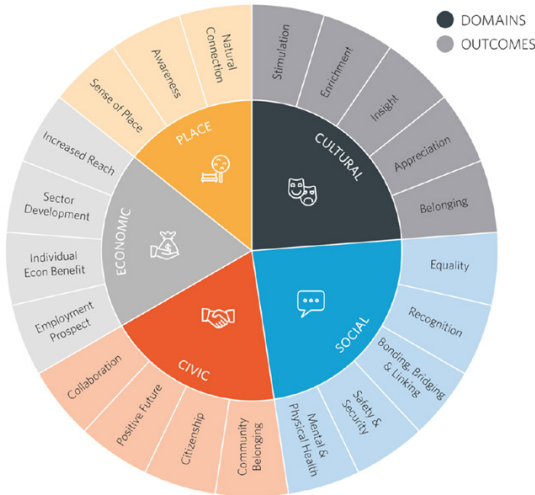 DOMAINS
OUTCOMES
CULTURAL
Stimulation
Enrichment
Insight
Appreciation
Belonging
SOCIAL
Equality
Recognition
Bonding, Bridging
& Linking
Safety &
Security
Mental &
Physical Health
CIVIC
Community
Belonging
Citizenship
Positive Future
Collaboration
ECONOMIC
Employment
Prospect
Individual
Econ Benefit
Sector
Development
Increased Reach
PLACE
Sense of Place
Awareness
Natural
Connection